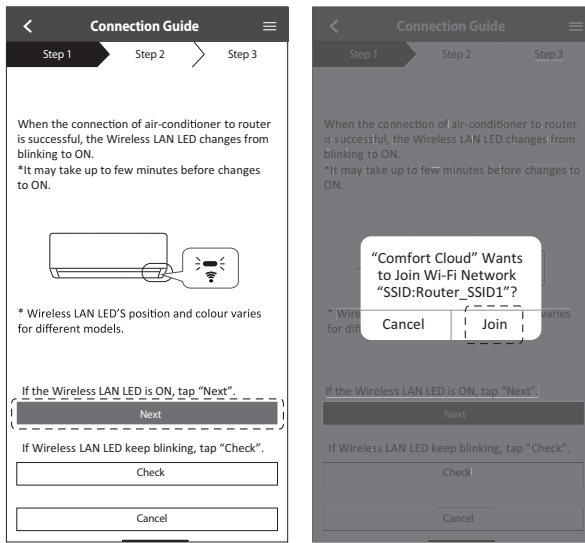 Connection Guide
Step 1
Step 2
Step 3
When the connection of air-conditioner to router
is successful, the Wireless LAN LED changes from
blinking to ON.
*It may take up to few minutes before changes
to ON.
* Wireless LAN LED'S position and colour varies
for different models.
If the Wireless LAN LED is ON, tap “Next”.
Next
If Wireless LAN LED keep blinking, tap “Check”.
Check
Cancel
Connection Guide
Step 1
Step 2
Step 3
When the connection of air-conditioner to router
is successful, the Wireless LAN LED changes from
blinking to ON.
*It may take up to few minutes before changes to
ON.
“Comfort Cloud” Wants
to Join Wi-Fi Network
“SSID:Router_SSID1”?
Cancel
Join
* Wire
varies
for diff
If the Wireless LAN LED is ON, tap “Next”.
Next
If Wireless LAN LED keep blinking, tap “Check”.
Check
Cancel